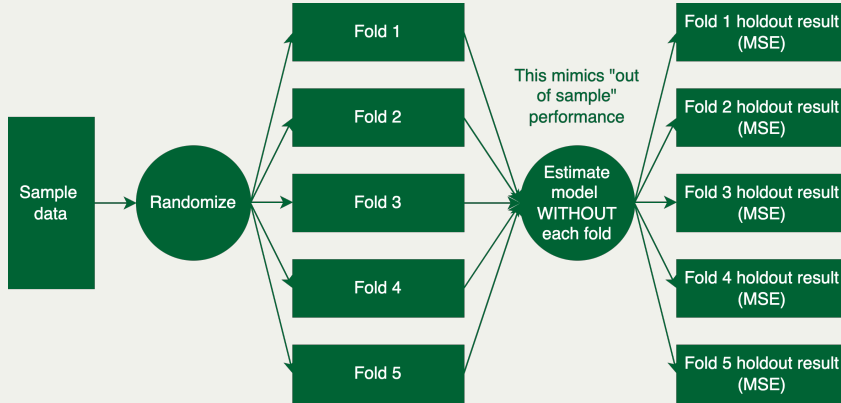 Sample
data
Randomize
Fold 1
Fold 2
Fold 3
Fold 4
Fold 5
This mimics "out
of sample"
performance
Estimate
model
WITHOUT
each fold
Fold 1 holdout result
(MSE)
Fold 2 holdout result
(MSE)
Fold 3 holdout result
(MSE)
Fold 4 holdout result
(MSE)
Fold 5 holdout result
(MSE)